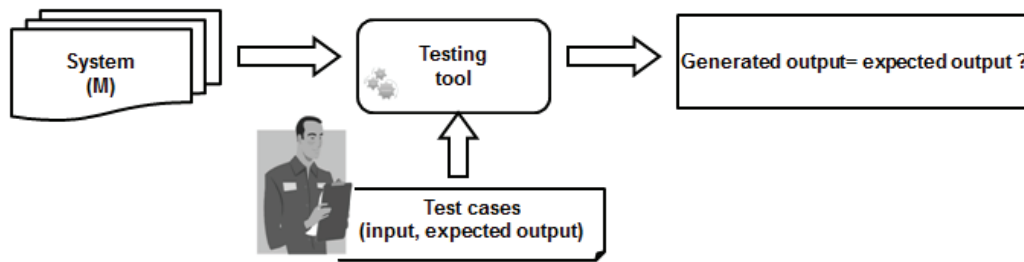 System
(M)
Testing
tool
Generated output= expected output ?
Test cases
(input, expected output)